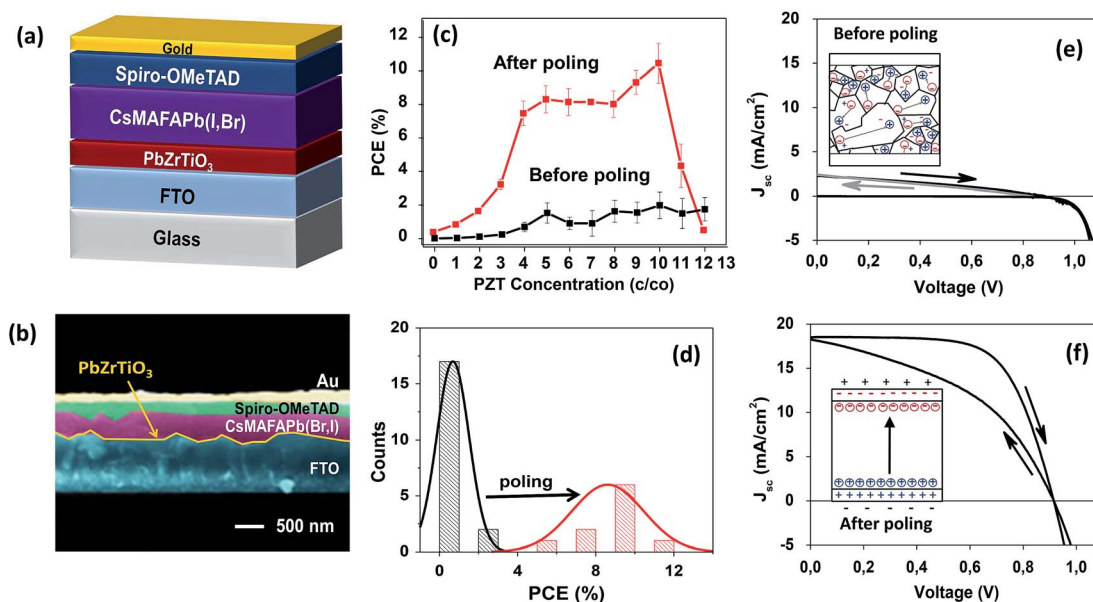 (a)
Gold
Spiro-OMeTAD
CsMAFAPb(I,Br)
PbZrTiO3
FTO
Glass
(b)
PbZrTiO3
Au
Spiro-OMeTAD
CsMAFAPb(Br,I)
FTO
500 nm
(c)
After poling
Before poling
PCE (%)
12
10
8
6
4
2
0
0 1 2 3 4 5 6 7 8 9 10 11 12 13
PZT Concentration (c/co)
(d)
poling
Counts
20
15
10
5
0
0 4 8 12
PCE (%)
(e)
Before poling
Jsc (mA/cm2)
20
15
10
5
0
-5
0,0 0,2 0,4 0,6 0,8 1,0
Voltage (V)
(f)
After poling
Jsc (mA/cm2)
20
15
10
5
0
-5
0,0 0,2 0,4 0,6 0,8 1,0
Voltage (V)